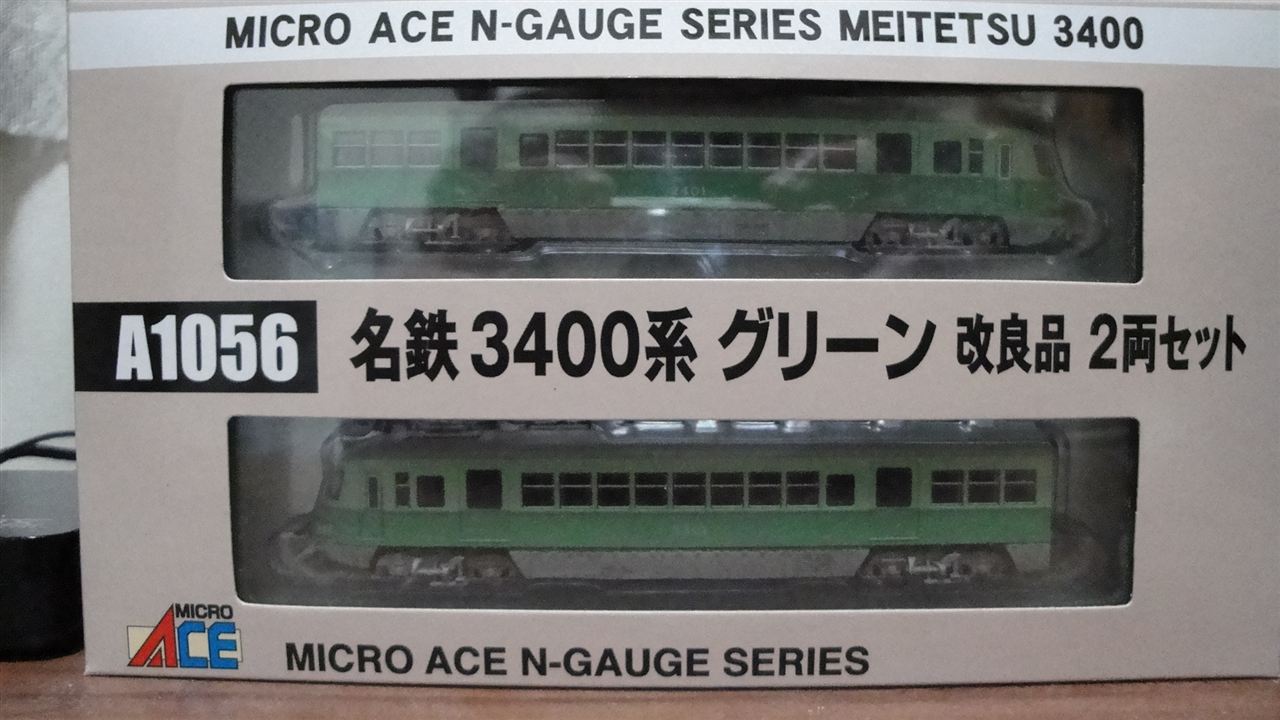 MICRO ACE N-GAUGE SERIES MEITETSU 3400
2401
A1056 名鉄3400系 グリーン 改良品 2両セット
MICRO ACE
MICRO ACE N-GAUGE SERIES